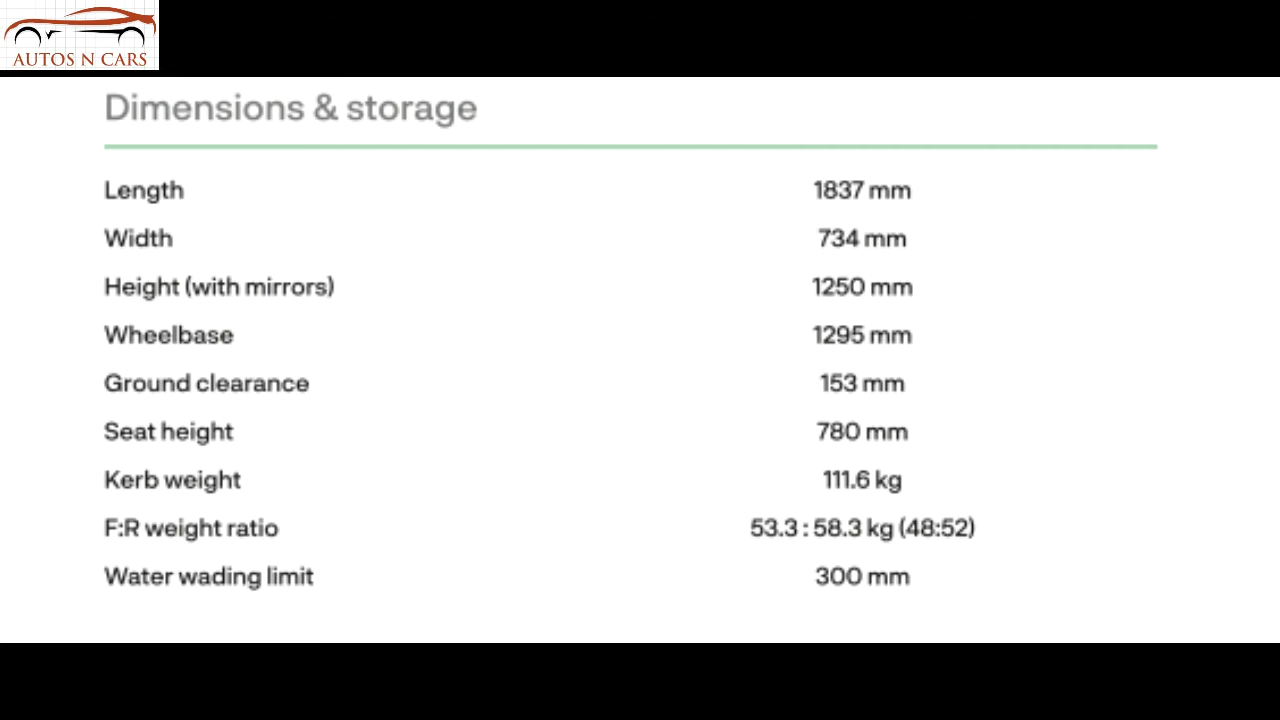 AUTOS N CARS
Dimensions & storage
Length 1837 mm
Width 734 mm
Height (with mirrors) 1250 mm
Wheelbase 1295 mm
Ground clearance 153 mm
Seat height 780 mm
Kerb weight 111.6 kg
F:R weight ratio 53.3 : 58.3 kg (48:52)
Water wading limit 300 mm